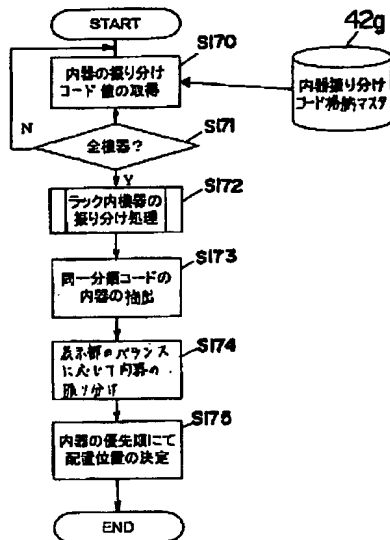 START
S170
42g
内器の振り分け
コード値の取得
内器振り分け
コード格納マスタ
N
S171
全機器?
Y
S172
ラック内機器の
振り分け処理
S173
同一分類コードの
内器の抽出
S174
表示部のバランス
に応じて内器の
振り分け
S175
内器の優先順にて
配置位置の決定
END